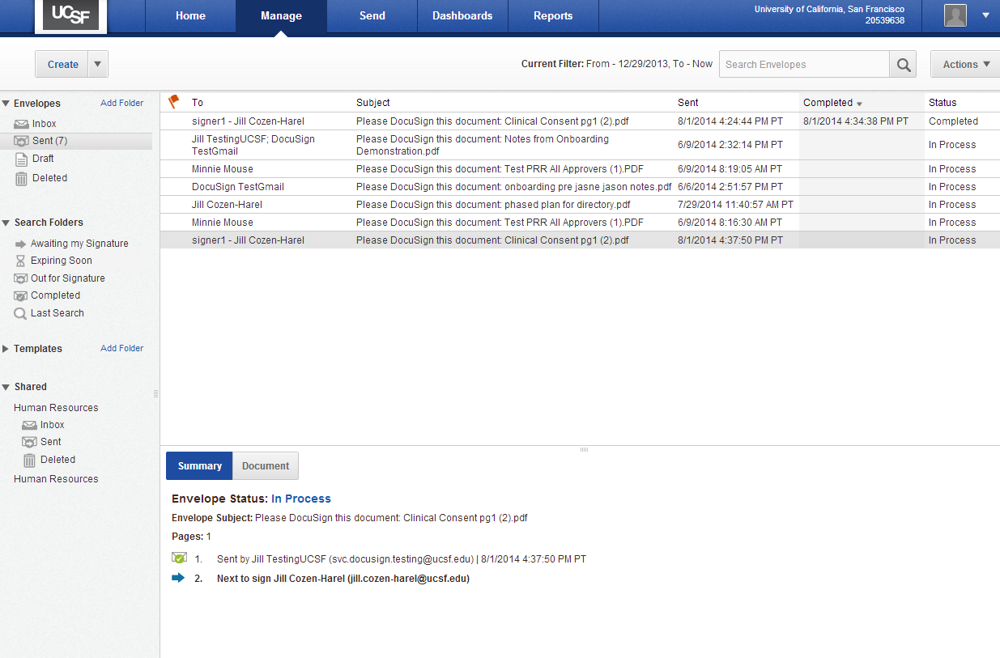 UCSF
Home
Manage
Send
Dashboards
Reports
University of California, San Francisco
20539638
Create
Current Filter: From - 12/29/2013, To - Now
Search Envelopes
Actions
Envelopes
Add Folder
Inbox
Sent (7)
Draft
Deleted
Search Folders
Awaiting my Signature
Expiring Soon
Out for Signature
Completed
Last Search
Templates
Add Folder
Shared
Human Resources
Inbox
Sent
Deleted
Human Resources
To Subject Sent Completed Status
signer1 - Jill Cozen-Harel Please DocuSign this document: Clinical Consent pg1 (2).pdf 8/1/2014 4:24:44 PM PT 8/1/2014 4:34:38 PM PT Completed
Jill TestingUCSF; DocuSign
TestGmail
Please DocuSign this document: Notes from Onboarding
Demonstration.pdf
6/9/2014 2:32:14 PM PT In Process
Minnie Mouse Please DocuSign this document: Test PRR All Approvers (1).PDF 6/9/2014 8:19:05 AM PT In Process
DocuSign TestGmail Please DocuSign this document: onboarding pre jasne jason notes.pdf 6/6/2014 2:51:57 PM PT In Process
Jill Cozen-Harel Please DocuSign this document: phased plan for directory.pdf 7/29/2014 11:40:57 AM PT In Process
Minnie Mouse Please DocuSign this document: Test PRR All Approvers (1).PDF 6/9/2014 8:16:30 AM PT In Process
signer1 - Jill Cozen-Harel Please DocuSign this document: Clinical Consent pg1 (2).pdf 8/1/2014 4:37:50 PM PT In Process
Summary
Document
Envelope Status: In Process
Envelope Subject: Please DocuSign this document: Clinical Consent pg1 (2).pdf
Pages: 1
1. Sent by Jill TestingUCSF (svc.docusign.testing@ucsf.edu) | 8/1/2014 4:37:50 PM PT
2. Next to sign Jill Cozen-Harel (jill.cozen-harel@ucsf.edu)